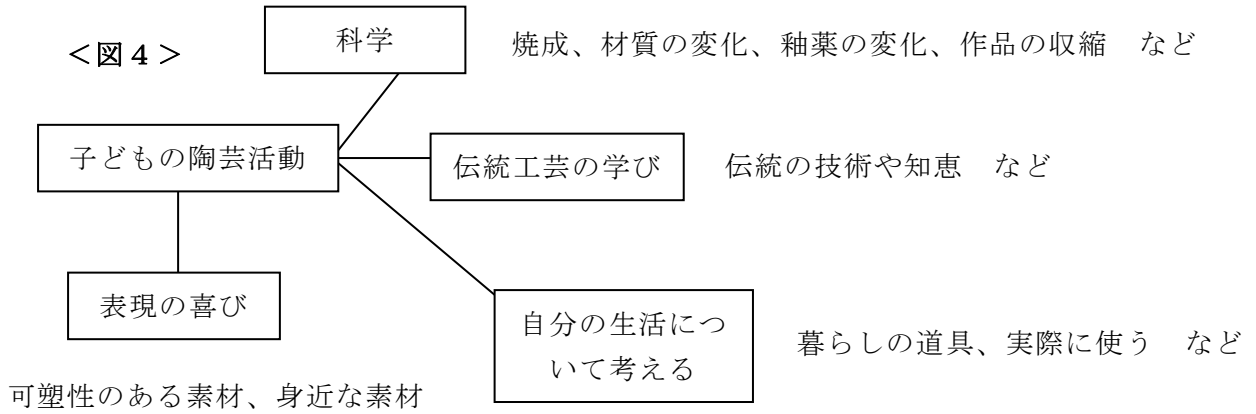 <図4>
科学
焼成、材質の変化、釉薬の変化、作品の収縮　など
子どもの陶芸活動
伝統工芸の学び
伝統の技術や知恵　など
表現の喜び
自分の生活につ
いて考える
暮らしの道具、実際に使う　など
可塑性のある素材、身近な素材